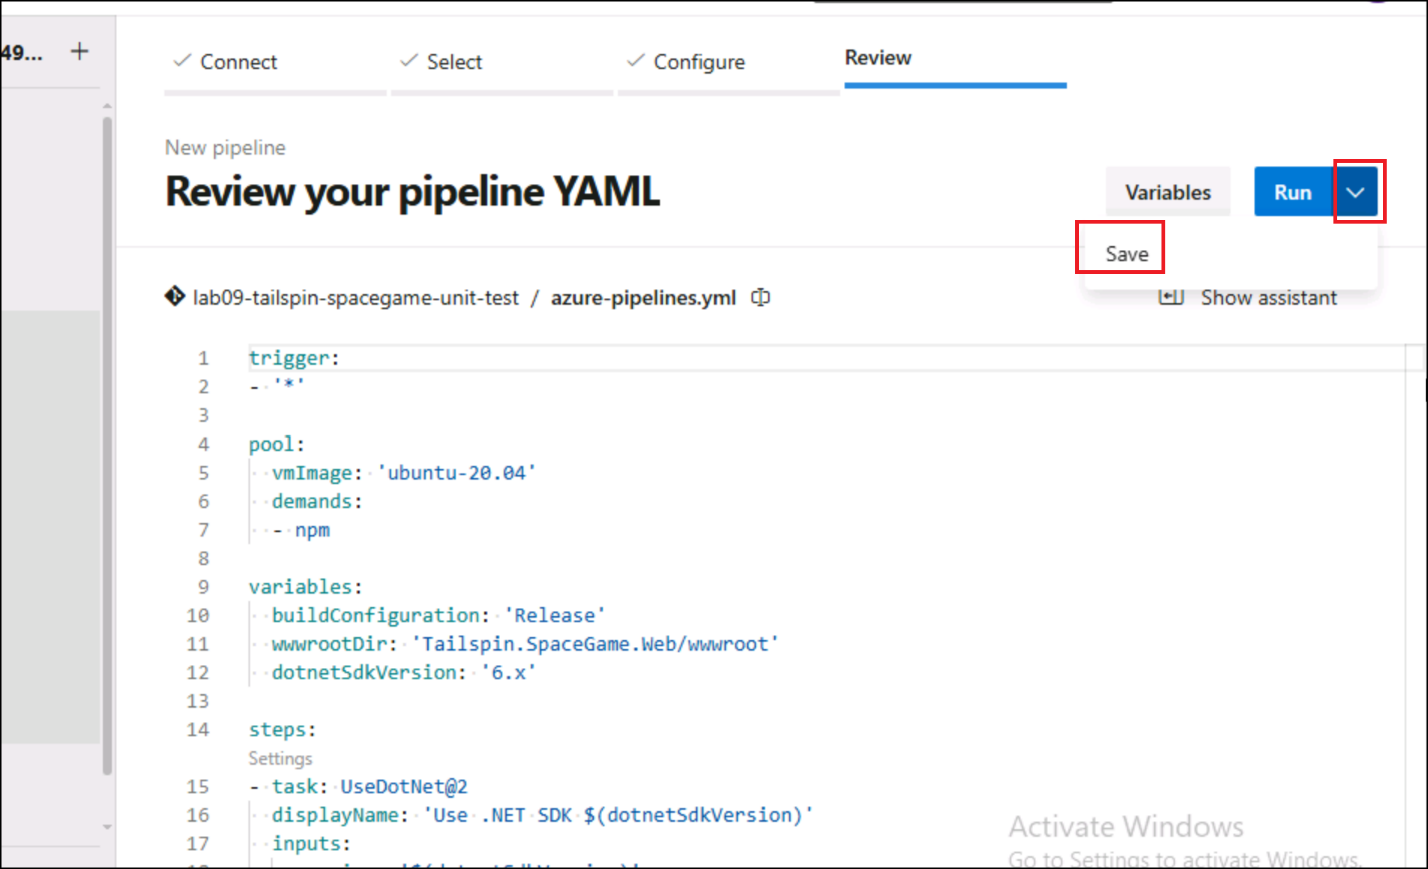 49... +
Connect
Select
Configure
Review
New pipeline
Review your pipeline YAML
Variables
Run
Save
lab09-tailspin-spacegame-unit-test / azure-pipelines.yml
Show assistant
1 trigger:
2 - '*'
3
4 pool:
5 vmImage: 'ubuntu-20.04'
6 demands:
7 - npm
8
9 variables:
10 buildConfiguration: 'Release'
11 wwwrootDir: 'Tailspin.SpaceGame.Web/wwwroot'
12 dotnetSdkVersion: '6.x'
13
14 steps:
Settings
15 - task: UseDotNet@2
16 displayName: 'Use .NET SDK $(dotnetSdkVersion)'
17 inputs:
Activate Windows
Go to Settings to activate Windows.